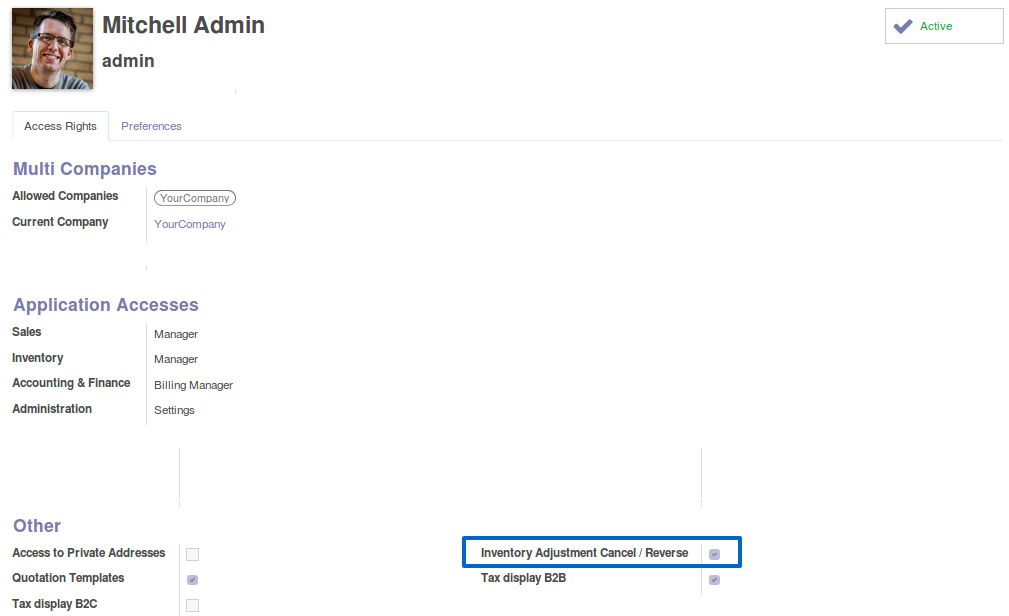 Mitchell Admin
Active
admin
Access Rights Preferences
Multi Companies
Allowed Companies YourCompany
Current Company YourCompany
Application Accesses
Sales Manager
Inventory Manager
Accounting & Finance Billing Manager
Administration Settings
Other
Access to Private Addresses Inventory Adjustment Cancel / Reverse
Quotation Templates Tax display B2B
Tax display B2C